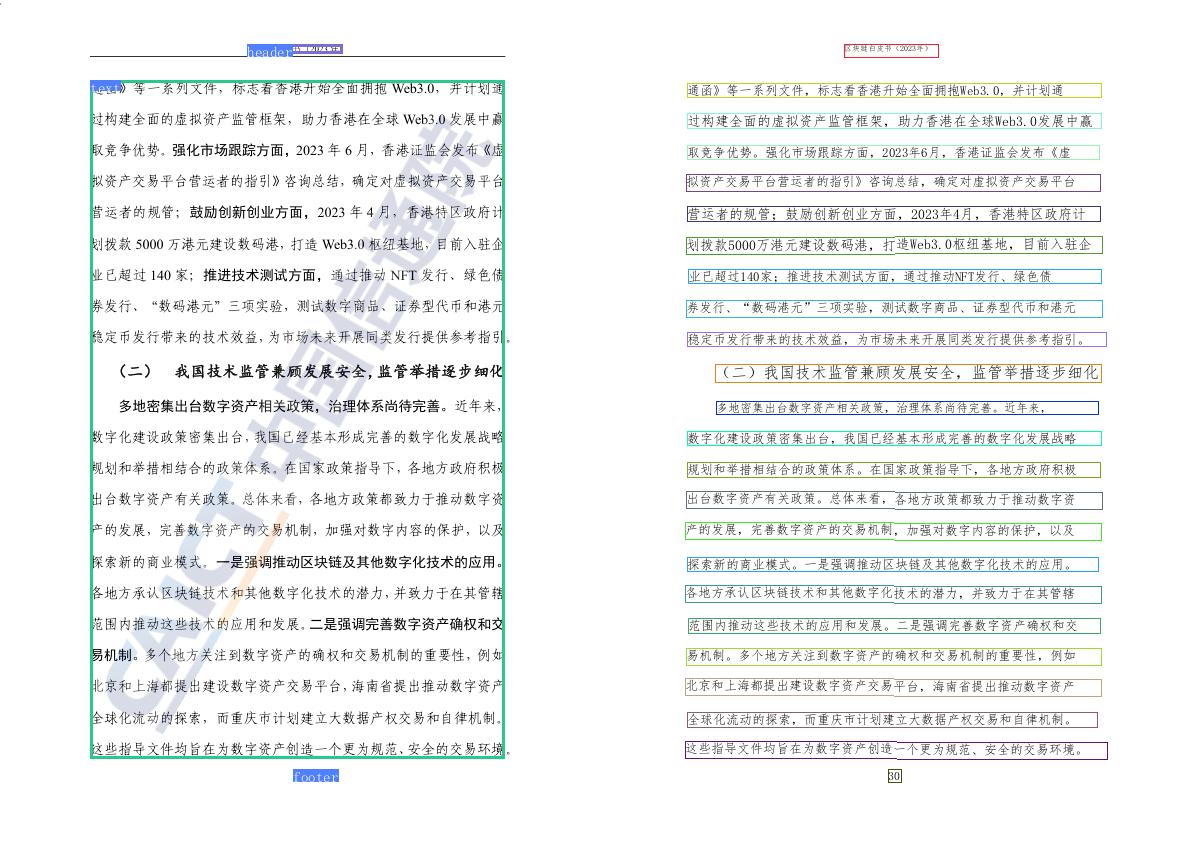 header
text
》等一系列文件，标志着香港开始全面拥抱 Web3.0，并计划通
过构建全面的虚拟资产监管框架，助力香港在全球 Web3.0 发展中赢
取竞争优势。强化市场跟踪方面，2023 年 6 月，香港证监会发布《虚
拟资产交易平台营运者的指引》咨询总结，确定对虚拟资产交易平台
营运者的规管；鼓励创新创业方面，2023 年 4 月，香港特区政府计
划拨款 5000 万港元建设数码港，打造 Web3.0 枢纽基地，目前入驻企
业已超过 140 家；推进技术测试方面，通过推动 NFT 发行、绿色债
券发行、“数码港元”三项实验，测试数字商品、证券型代币和港元
稳定币发行带来的技术效益，为市场未来开展同类发行提供参考指引。
（二） 我国技术监管兼顾发展安全，监管举措逐步细化
多地密集出台数字资产相关政策，治理体系尚待完善。近年来，
数字化建设政策密集出台，我国已经基本形成完善的数字化发展战略
规划和举措相结合的政策体系。在国家政策指导下，各地方政府积极
出台数字资产有关政策。总体来看，各地方政策都致力于推动数字资
产的发展，完善数字资产的交易机制，加强对数字内容的保护，以及
探索新的商业模式。一是强调推动区块链及其他数字化技术的应用。
各地方承认区块链技术和其他数字化技术的潜力，并致力于在其管辖
范围内推动这些技术的应用和发展。二是强调完善数字资产确权和交
易机制。多个地方关注到数字资产的确权和交易机制的重要性，例如
北京和上海都提出建设数字资产交易平台，海南省提出推动数字资产
全球化流动的探索，而重庆市计划建立大数据产权交易和自律机制。
这些指导文件均旨在为数字资产创造一个更为规范、安全的交易环境。
CAICT 中国信通院
footer
区块链白皮书（2023年）
通函》等一系列文件，标志看香港开始全面拥抱Web3.0，并计划通
过构建全面的虚拟资产监管框架，助力香港在全球Web3.0发展中赢
取竞争优势。强化市场跟踪方面，2023年6月，香港证监会发布《虚
拟资产交易平台营运者的指引》咨询总结，确定对虚拟资产交易平台
营运者的规管；鼓励创新创业方面，2023年4月，香港特区政府计
划拨款5000万港元建设数码港，打造Web3.0枢纽基地，目前入驻企
业已超过140家；推进技术测试方面，通过推动NFT发行、绿色债
券发行、“数码港元”三项实验，测试数字商品、证券型代币和港元
稳定币发行带来的技术效益，为市场未来开展同类发行提供参考指引。
（二）我国技术监管兼顾发展安全，监管举措逐步细化
多地密集出台数字资产相关政策，治理体系尚待完善。近年来，
数字化建设政策密集出台，我国已经基本形成完善的数字化发展战略
规划和举措相结合的政策体系。在国家政策指导下，各地方政府积极
出台数字资产有关政策。总体来看，各地方政策都致力于推动数字资
产的发展，完善数字资产的交易机制，加强对数字内容的保护，以及
探索新的商业模式。一是强调推动区块链及其他数字化技术的应用。
各地方承认区块链技术和其他数字化技术的潜力，并致力于在其管辖
范围内推动这些技术的应用和发展。二是强调完善数字资产确权和交
易机制。多个地方关注到数字资产的确权和交易机制的重要性，例如
北京和上海都提出建设数字资产交易平台，海南省提出推动数字资产
全球化流动的探索，而重庆市计划建立大数据产权交易和自律机制。
这些指导文件均旨在为数字资产创造一个更为规范、安全的交易环境。
30